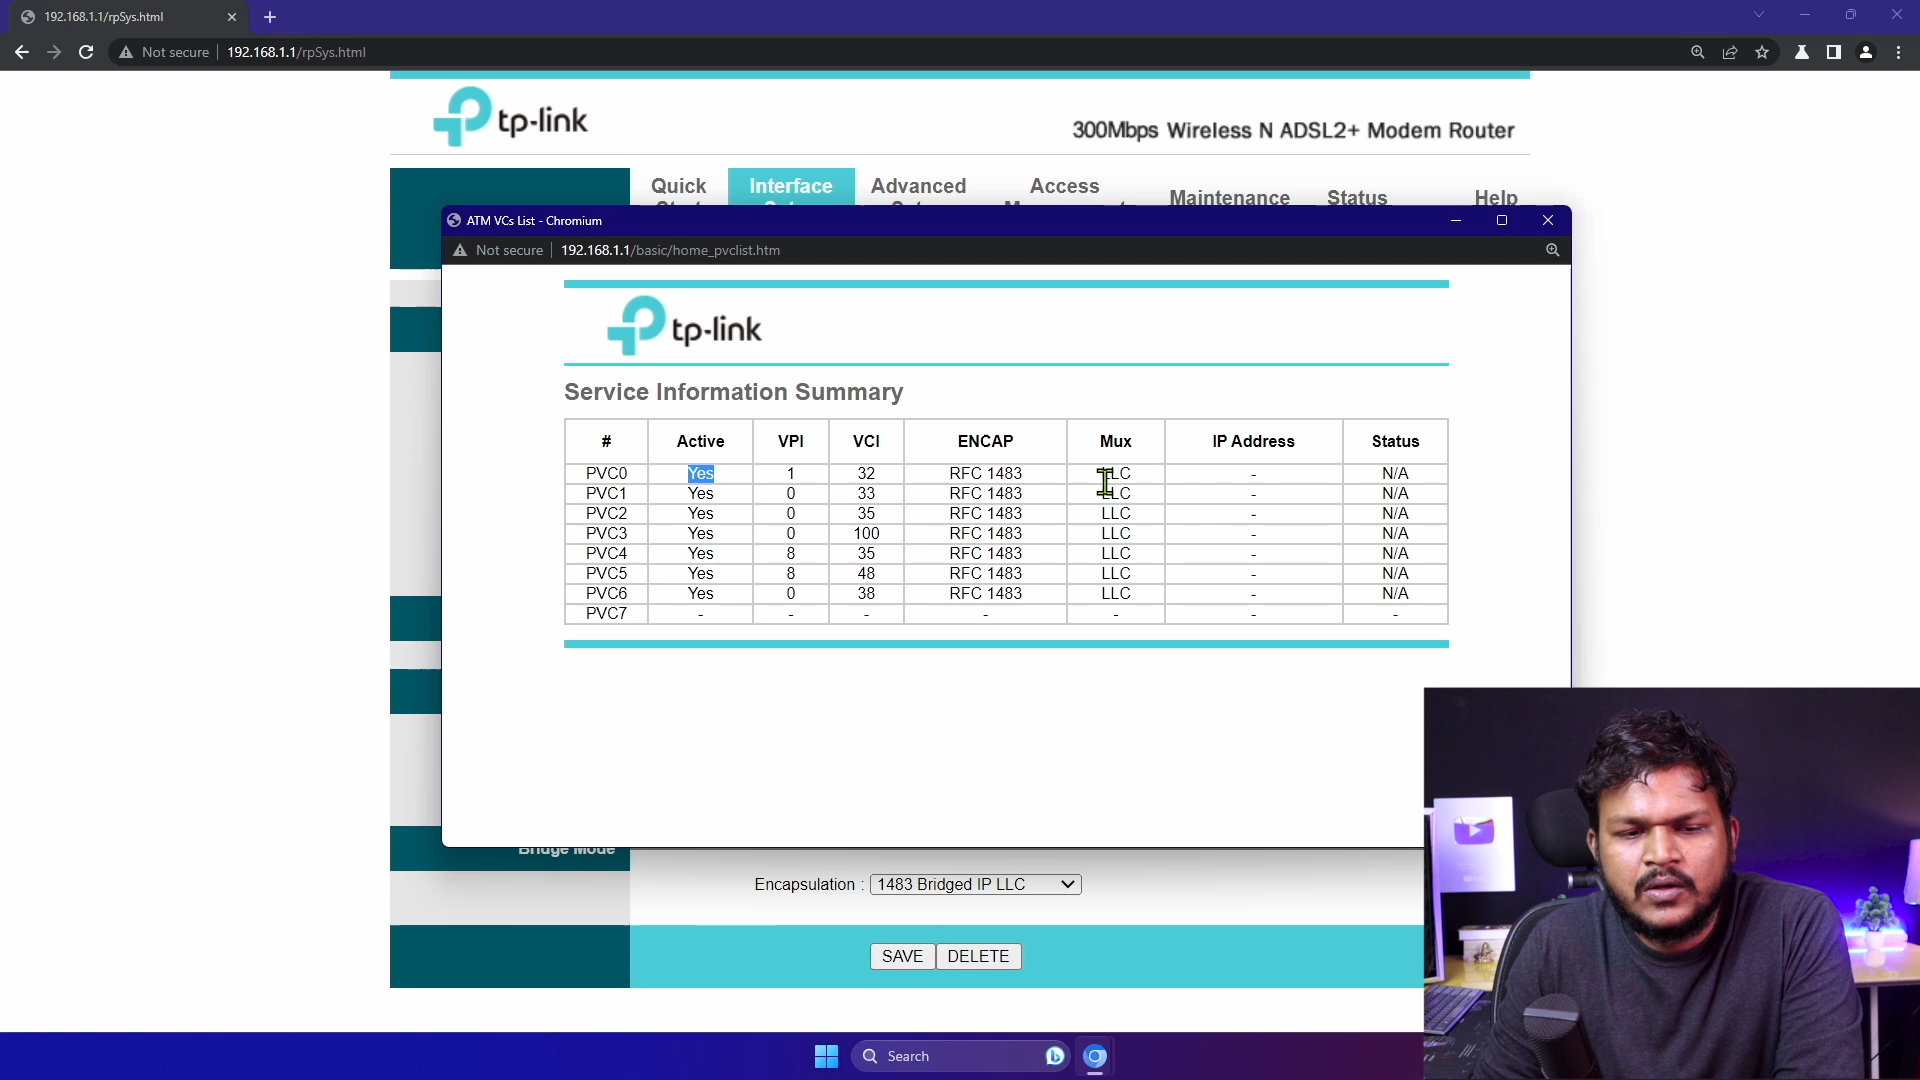 192.168.1.1/rpSys.html
Not secure
192.168.1.1/rpSys.html
tp-link
300Mbps Wireless N ADSL2+ Modem Router
Quick
Interface
Advanced
Access
Maintenance
Status
Help
ATM VCs List - Chromium
Not secure
192.168.1.1/basic/home_pvclist.htm
tp-link
Service Information Summary
# Active VPI VCI ENCAP Mux IP Address Status
PVC0 Yes 1 32 RFC 1483 LLC - N/A
PVC1 Yes 0 33 RFC 1483 LLC - N/A
PVC2 Yes 0 35 RFC 1483 LLC - N/A
PVC3 Yes 0 100 RFC 1483 LLC - N/A
PVC4 Yes 8 35 RFC 1483 LLC - N/A
PVC5 Yes 8 48 RFC 1483 LLC - N/A
PVC6 Yes 0 38 RFC 1483 LLC - N/A
PVC7 - - - - - - -
Bridge Mode
Encapsulation : 1483 Bridged IP LLC
SAVE DELETE
Search